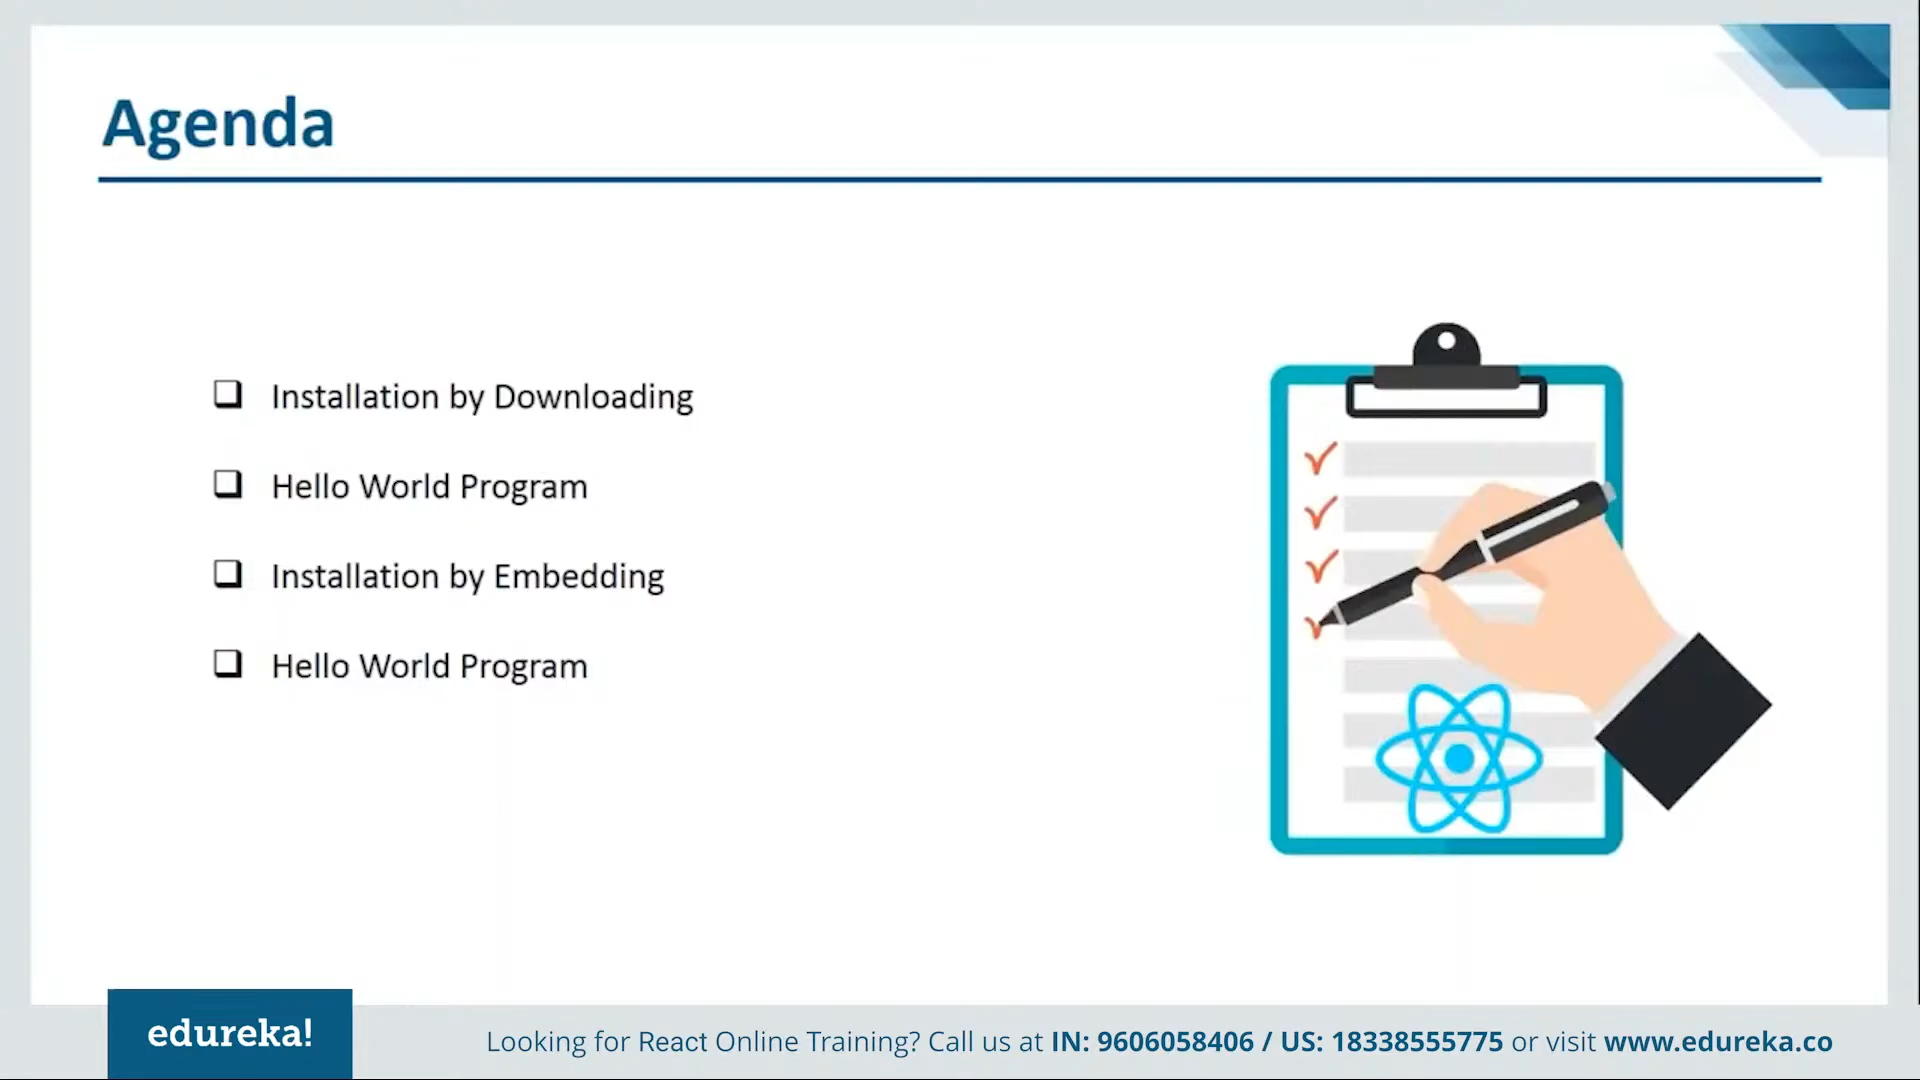 Agenda
Installation by Downloading
Hello World Program
Installation by Embedding
Hello World Program
edureka!
Looking for React Online Training? Call us at IN: 9606058406 / US: 18338555775 or visit www.edureka.co